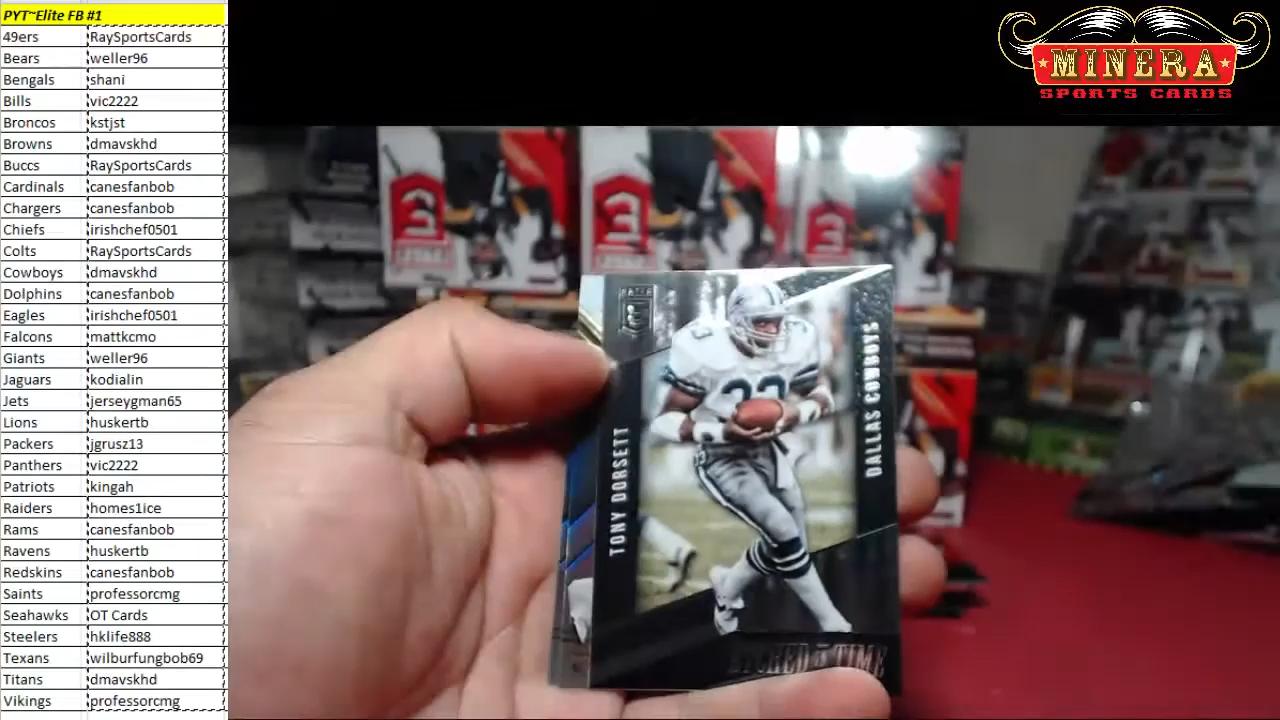 PYT~Elite FB #1
49ers RaySportsCards
Bears weller96
Bengals shani
Bills vic2222
Broncos kstjst
Browns dmavskhd
Buccs RaySportsCards
Cardinals canesfanbob
Chargers canesfanbob
Chiefs irishchef0501
Colts RaySportsCards
Cowboys dmavskhd
Dolphins canesfanbob
Eagles irishchef0501
Falcons mattkcmo
Giants weller96
Jaguars kodialin
Jets jerseygman65
Lions huskertb
Packers jgrusz13
Panthers vic2222
Patriots kingah
Raiders homes1ice
Rams canesfanbob
Ravens huskertb
Redskins canesfanbob
Saints professorcmg
Seahawks OT Cards
Steelers hklife888
Texans wilburfungbob69
Titans dmavskhd
Vikings professorcmg
MINERA
SPORTS CARDS
TONY DORSETT
DALLAS COWBOYS
33
TIME